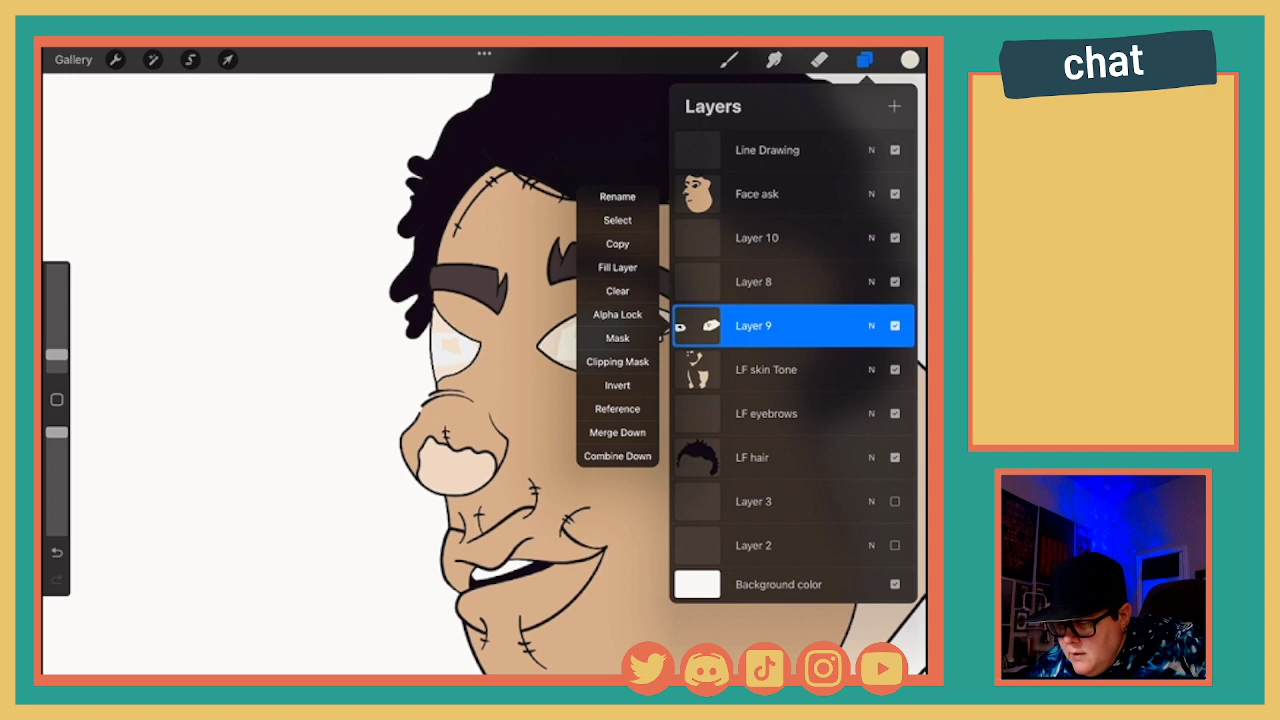 Gallery
chat
Layers
Line Drawing N
Face ask N
Layer 10 N
Layer 8 N
Layer 9 N
LF skin Tone N
LF eyebrows N
LF hair N
Layer 3 N
Layer 2 N
Background color
Rename
Select
Copy
Fill Layer
Clear
Alpha Lock
Mask
Clipping Mask
Invert
Reference
Merge Down
Combine Down